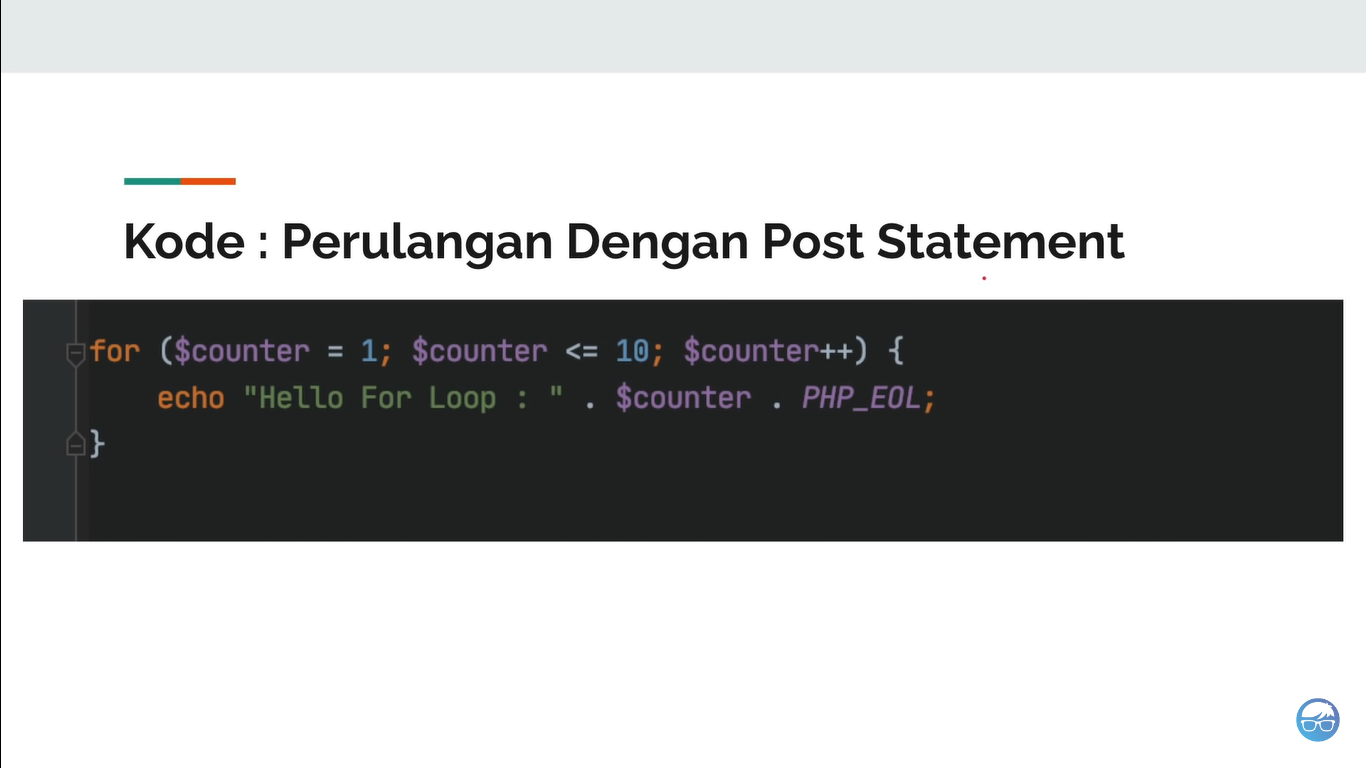 Kode : Perulangan Dengan Post Statement
for ($counter = 1; $counter <= 10; $counter++) {
    echo "Hello For Loop : " . $counter . PHP_EOL;
}